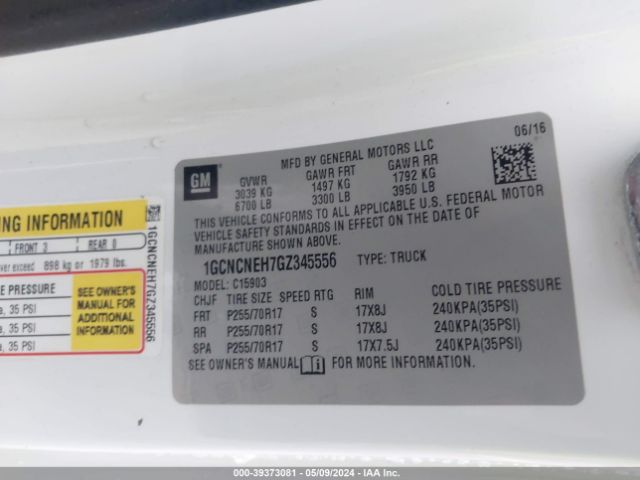 06/16
MFD BY GENERAL MOTORS LLC
GM
GVWR GAWR FRT GAWR RR
3039 KG 1497 KG 1792 KG
6700 LB 3300 LB 3950 LB
THIS VEHICLE CONFORMS TO ALL APPLICABLE U.S. FEDERAL MOTOR
VEHICLE SAFETY STANDARDS IN EFFECT ON THE DATE OF
MANUFACTURE SHOWN ABOVE.
1GCNCNEH7GZ345556 TYPE: TRUCK
MODEL: C15903
CHJF TIRE SIZE SPEED RTG RIM COLD TIRE PRESSURE
FRT P255/70R17 S 17X8J 240KPA(35PSI)
RR P255/70R17 S 17X8J 240KPA(35PSI)
SPA P255/70R17 S 17X7.5J 240KPA(35PSI)
SEE OWNER'S MANUAL FOR MORE INFORMATION.
ING INFORMATION
FRONT 3 REAR 0
ver exceed 898 kg or 1979 lbs.
E PRESSURE
35 PSI
35 PSI
35 PSI
SEE OWNER'S
MANUAL FOR
ADDITIONAL
INFORMATION
1GCNCNEH7GZ345556
000-39373081 - 05/09/2024 - IAAI.com